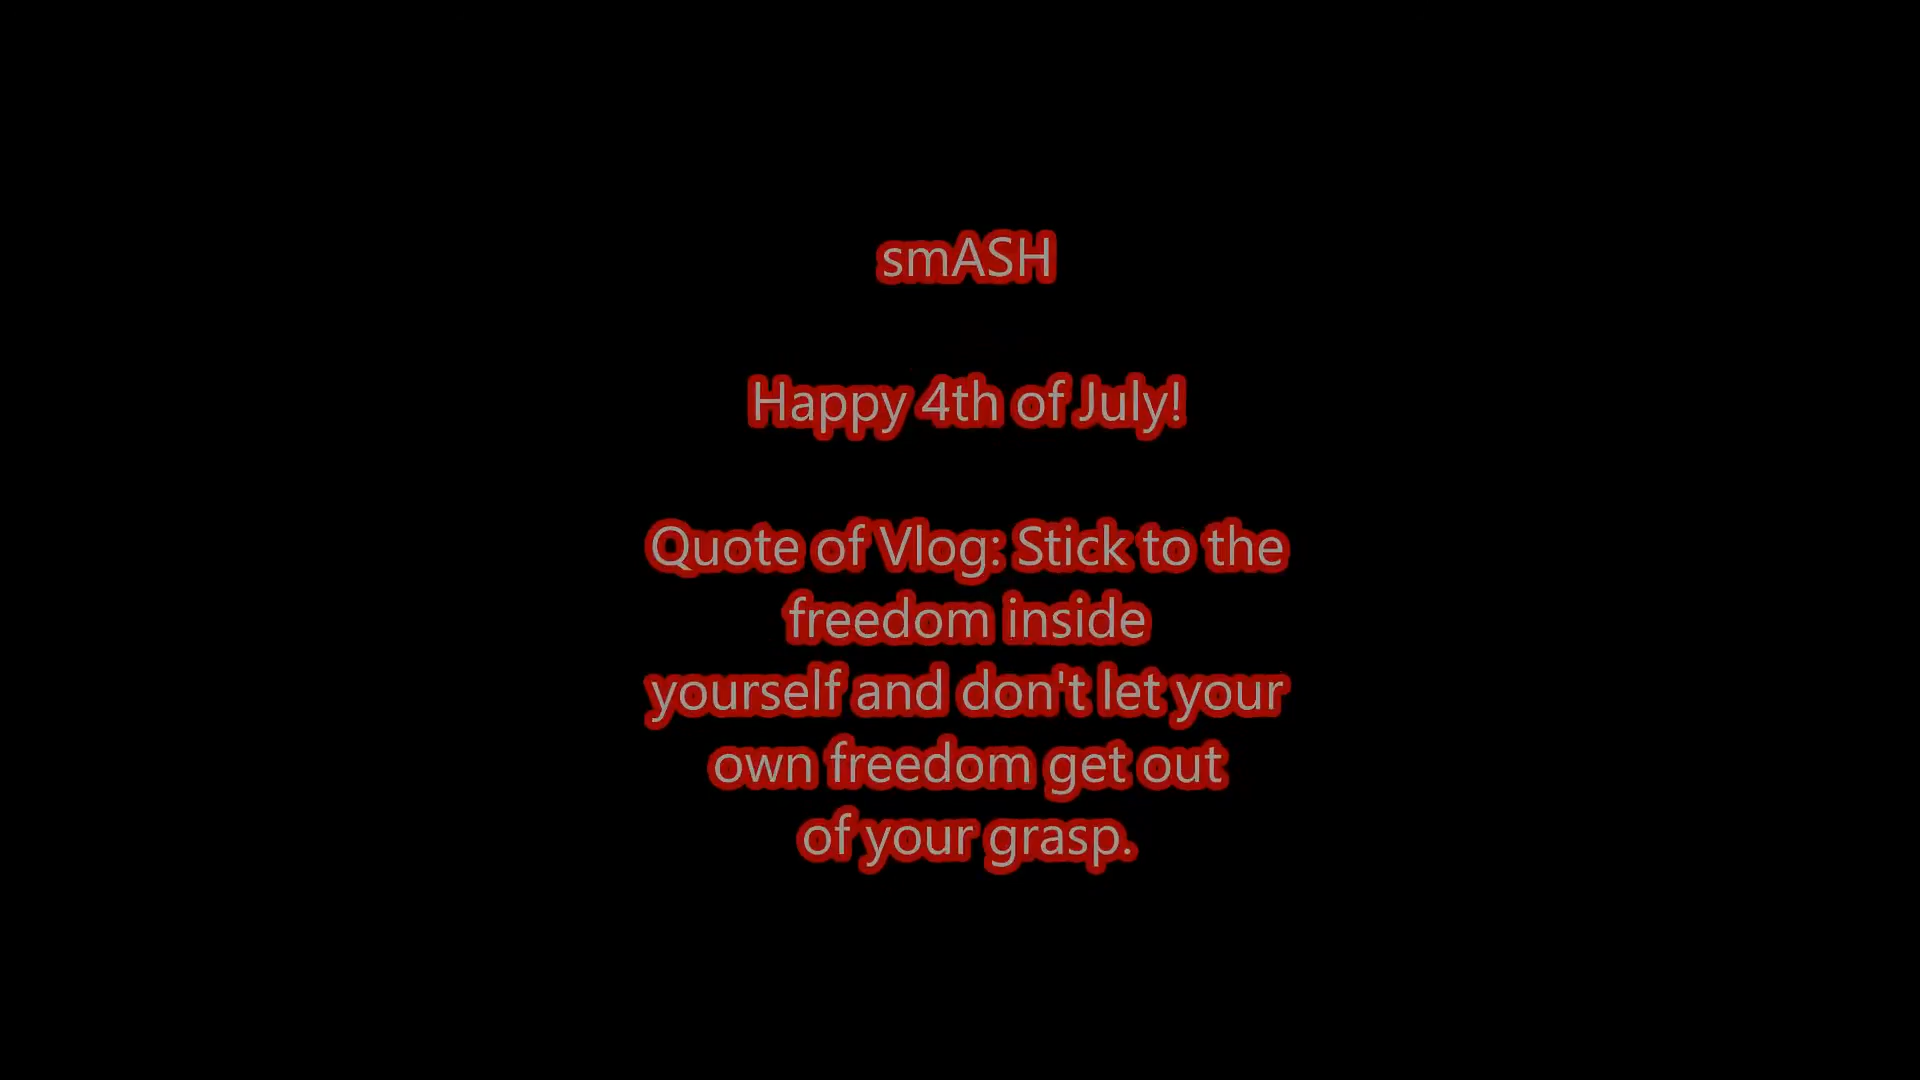 smASH
Happy 4th of July!
Quote of Vlog: Stick to the
freedom inside
yourself and don't let your
own freedom get out
of your grasp.